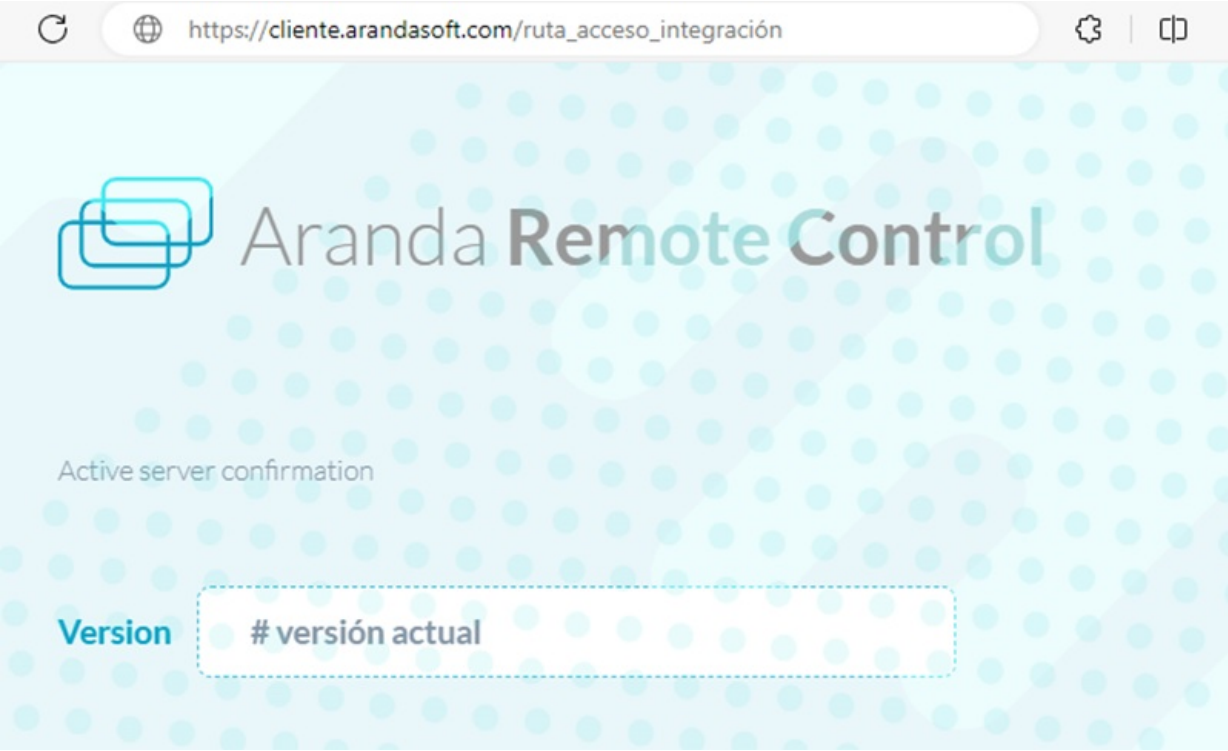 https://cliente.arandasoft.com/ruta_acceso_integración
Aranda Remote Control
Active server confirmation
Version # versión actual